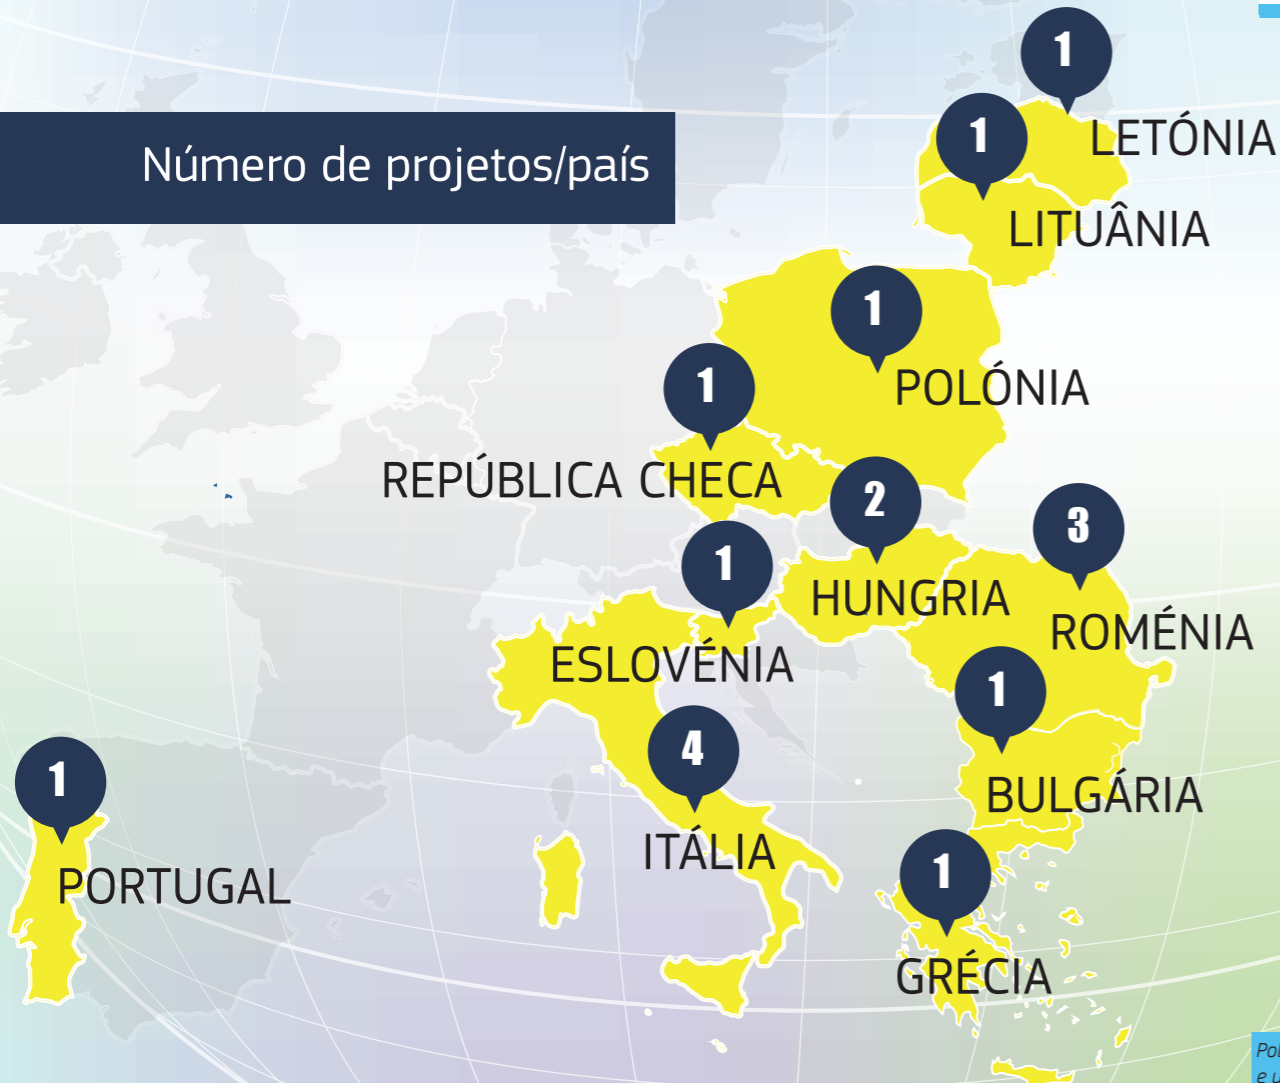 1
LETÓNIA
1
Número de projetos/país
LITUÂNIA
1
POLÓNIA
1
REPÚBLICA CHECA
2
3
1
HUNGRIA
ROMÉNIA
ESLOVÉNIA
1
4
1
BULGÁRIA
ITÁLIA
1
PORTUGAL
GRÉCIA